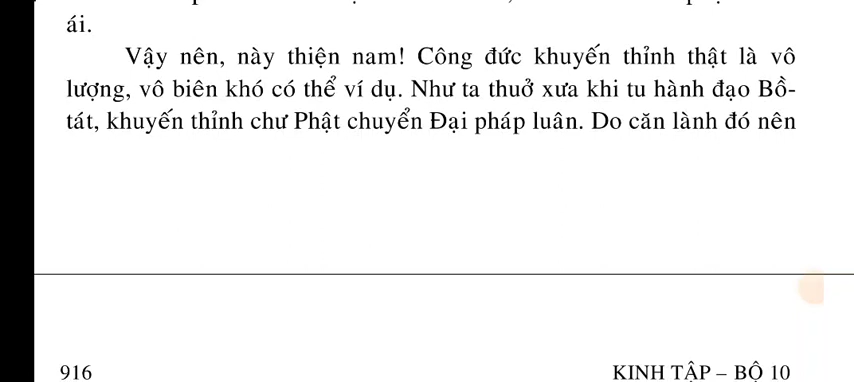 ái.
Vậy nên, này thiện nam! Công đức khuyến thỉnh thật là vô
lượng, vô biên khó có thể ví dụ. Như ta thuở xưa khi tu hành đạo Bồ-
tát, khuyến thỉnh chư Phật chuyển Đại pháp luân. Do căn lành đó nên
916
KINH TẬP – BỘ 10